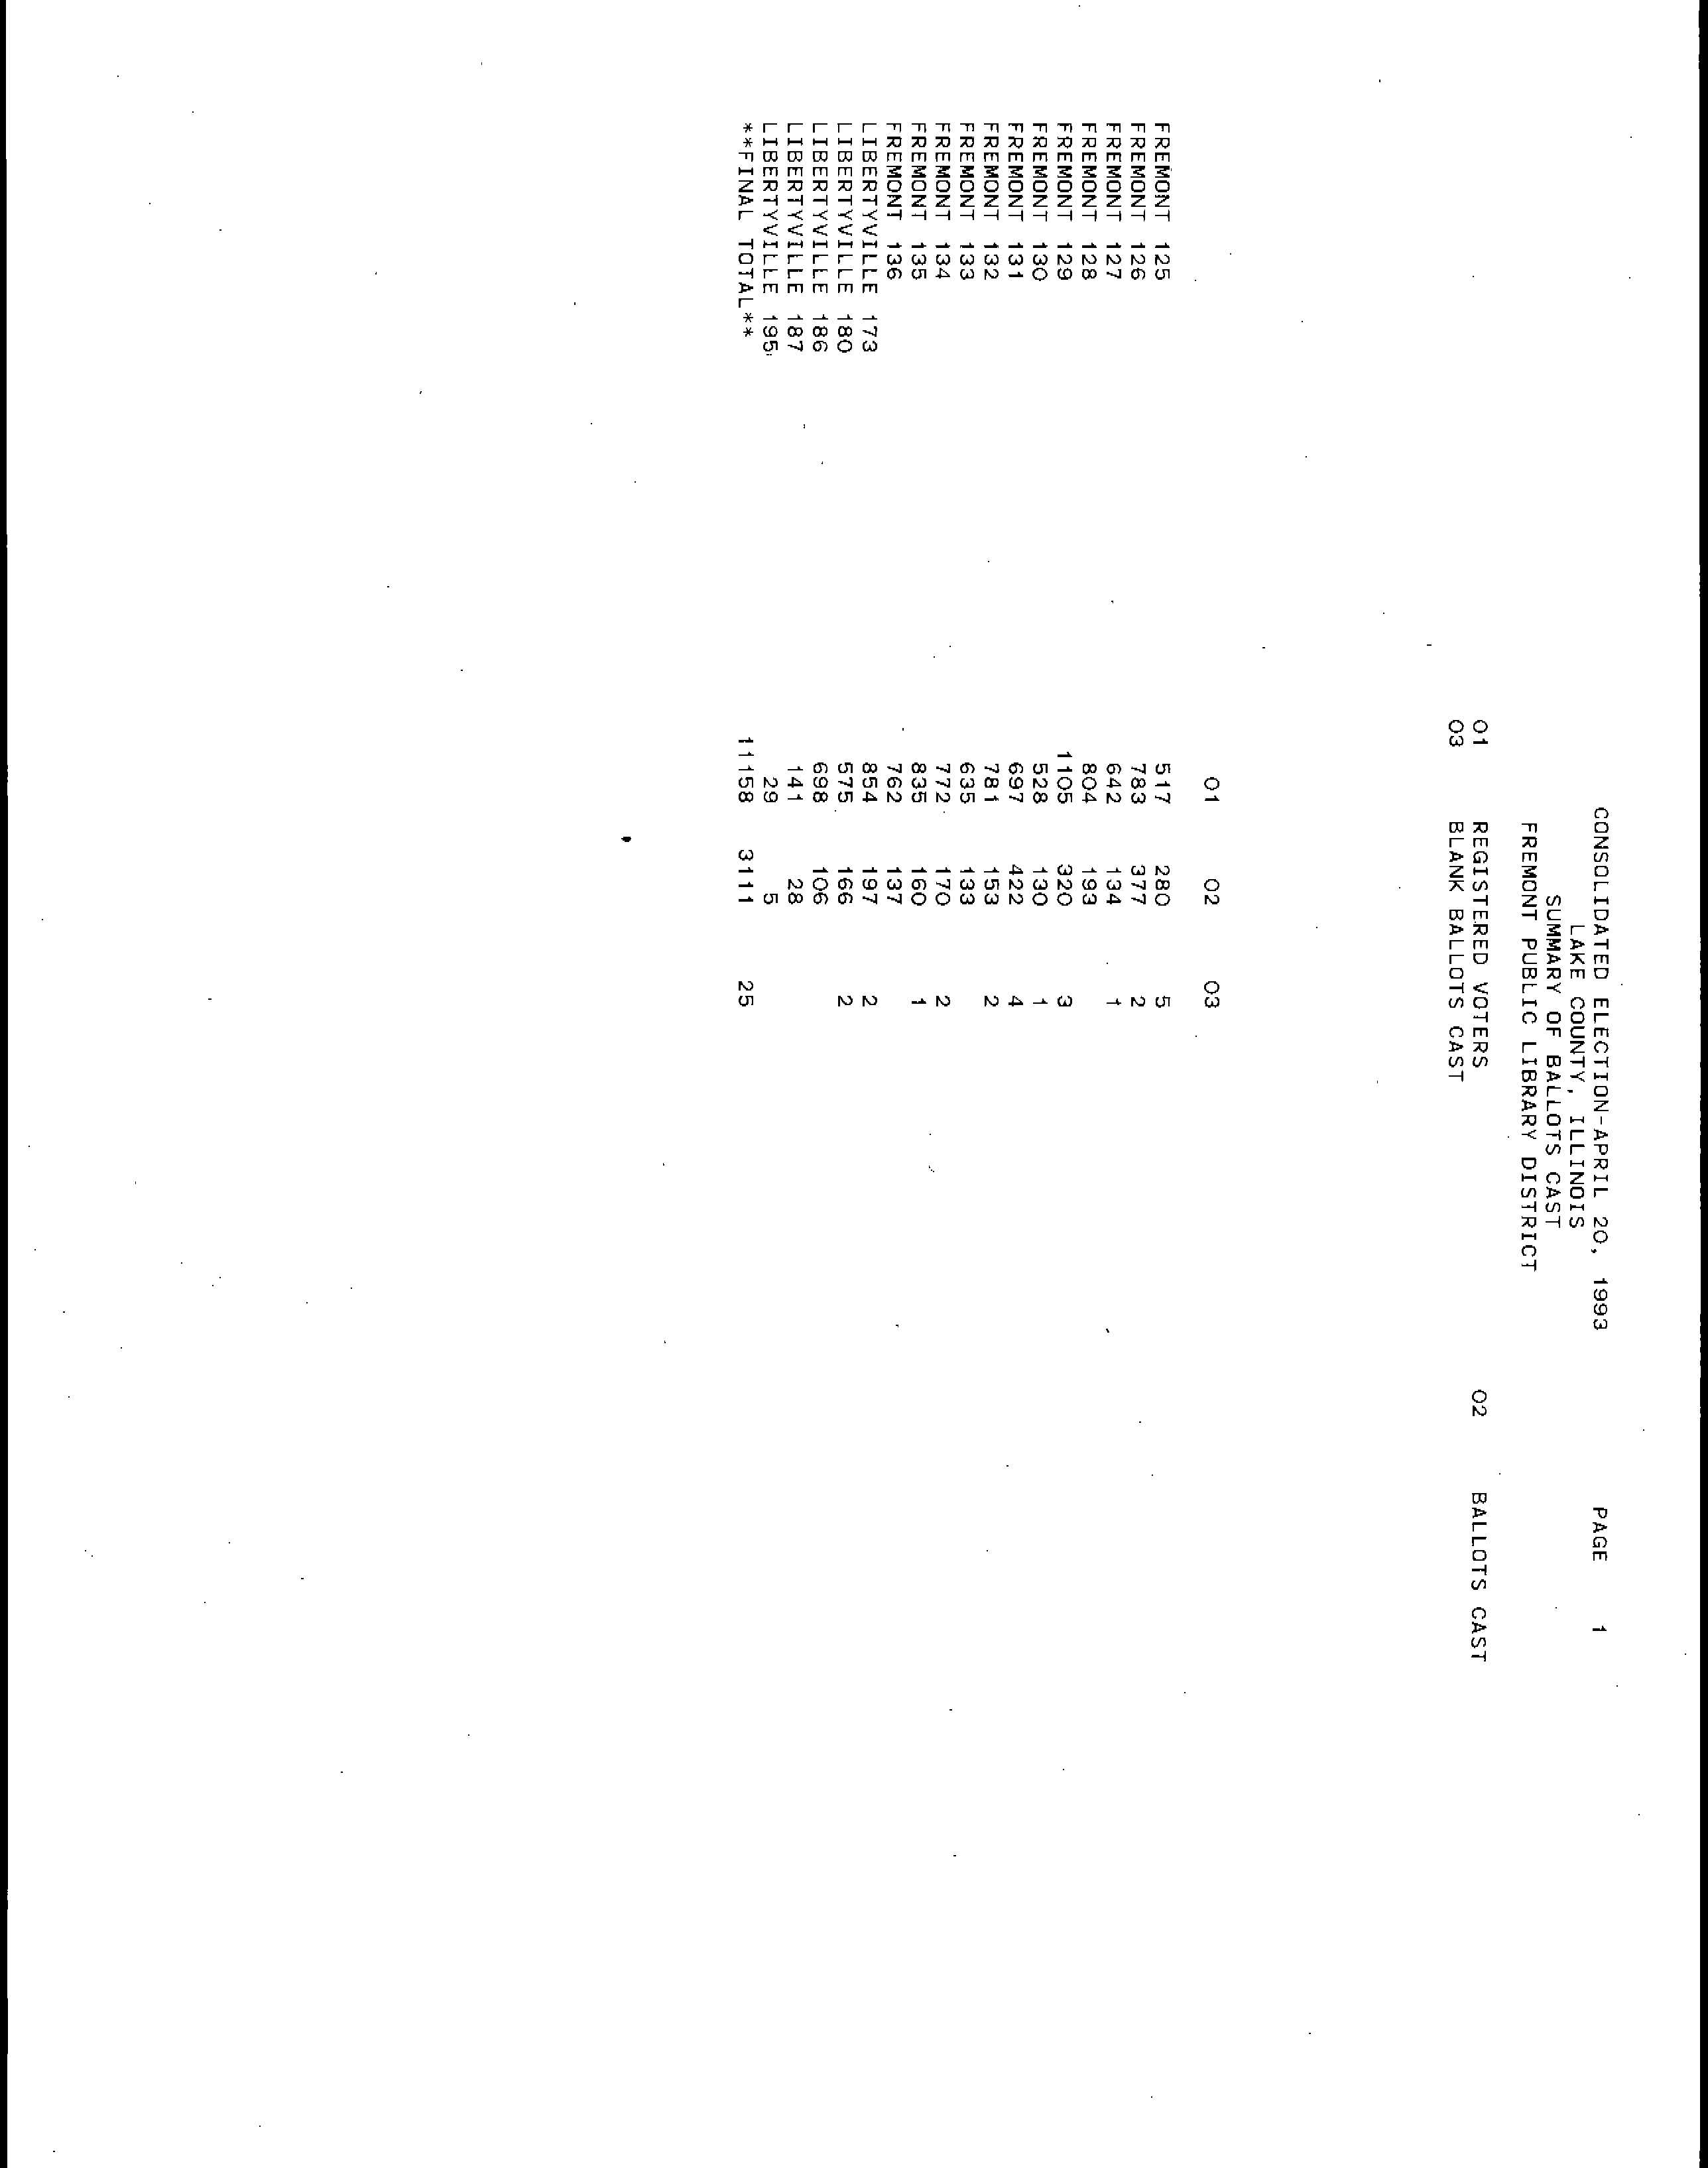 CONSOLIDATED ELECTION-APRIL 20, 1993 PAGE 1
LAKE COUNTY, ILLINOIS
SUMMARY OF BALLOTS CAST
FREMONT PUBLIC LIBRARY DISTRICT
01 REGISTERED VOTERS 02 BALLOTS CAST
03 BLANK BALLOTS CAST
01 02 03
FREMONT 125 517 280 5
FREMONT 126 783 377 2
FREMONT 127 642 134 1
FREMONT 128 804 193
FREMONT 129 1105 320 3
FREMONT 130 528 130 1
FREMONT 131 697 422 4
FREMONT 132 781 153 2
FREMONT 133 635 133
FREMONT 134 772 170 2
FREMONT 135 835 160 1
FREMONT 136 762 137
LIBERTYVILLE 173 854 197 2
LIBERTYVILLE 180 575 166 2
LIBERTYVILLE 186 698 106
LIBERTYVILLE 187 141 28
LIBERTYVILLE 195 29 5
**FINAL TOTAL** 11158 3111 25